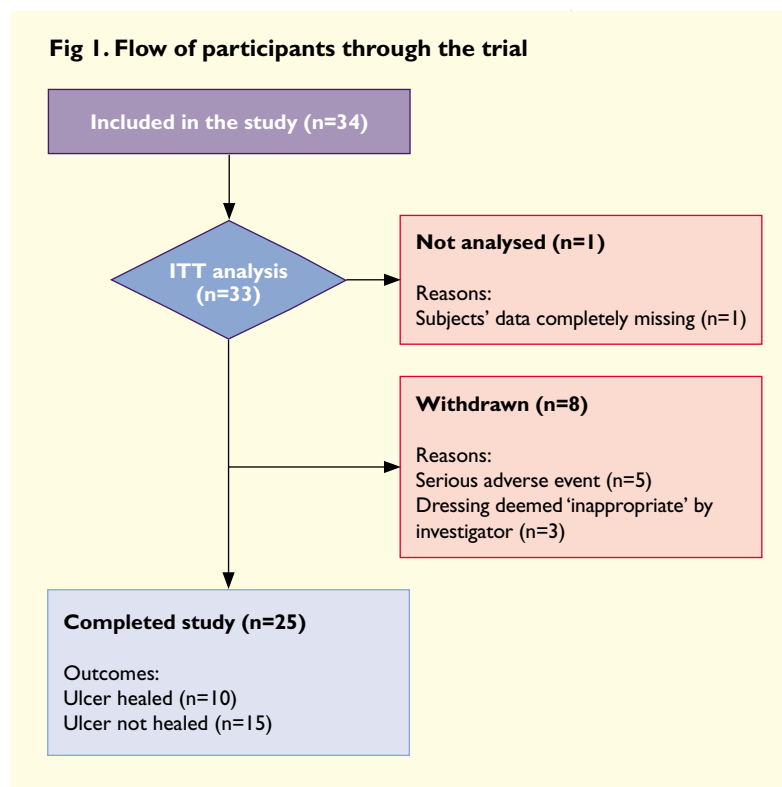 Fig 1. Flow of participants through the trial
Included in the study (n=34)
ITT analysis
(n=33)
Not analysed (n=1)
Reasons:
Subjects’ data completely missing (n=1)
Withdrawn (n=8)
Reasons:
Serious adverse event (n=5)
Dressing deemed ‘inappropriate’ by
investigator (n=3)
Completed study (n=25)
Outcomes:
Ulcer healed (n=10)
Ulcer not healed (n=15)